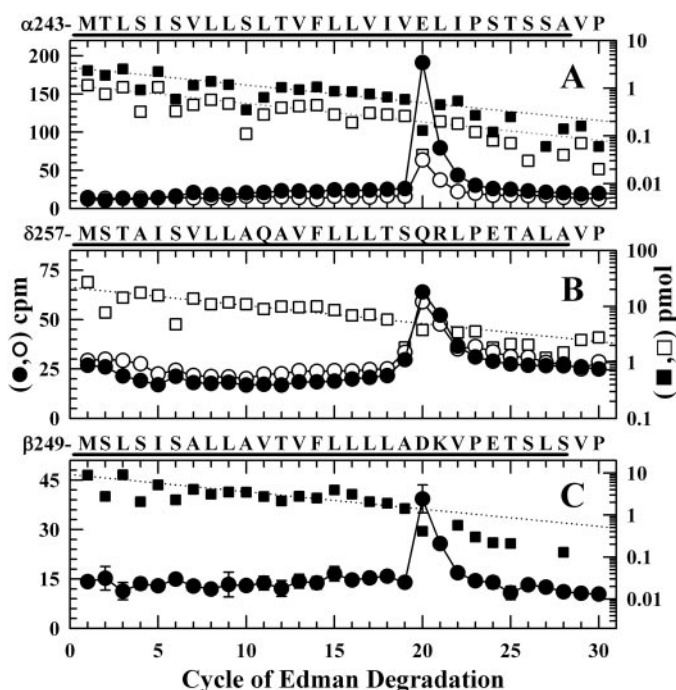 α243- M T L S I S V L L S L T V F L L V I V E L I P S T S S A V P
200
150
100
50
0
A
10
1
0.1
0.01
δ257- M S T A I S V L L A Q A V F L L L T S Q R L P E T A L A V P
75
50
25
0
B
100
10
1
0.1
(●,○) cpm
(■,□) pmol
β249- M S L S I S A L L A V T V F L L L L A D K V P E T S L S V P
45
30
15
0
C
10
1
0.1
0.01
0 5 10 15 20 25 30
Cycle of Edman Degradation